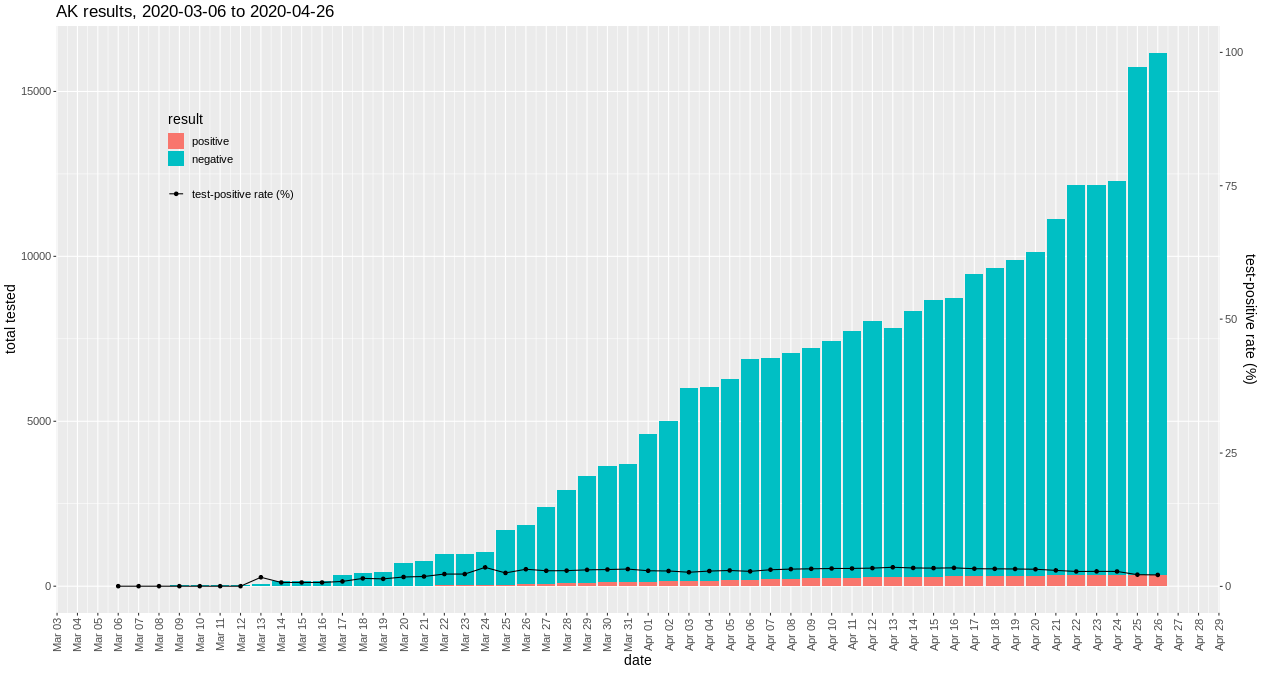 AK results, 2020-03-06 to 2020-04-26
total tested
15000
10000
5000
0
result
positive
negative
test-positive rate (%)
100
75
50
25
0
test-positive rate (%)
Mar 03
Mar 04
Mar 05
Mar 06
Mar 07
Mar 08
Mar 09
Mar 10
Mar 11
Mar 12
Mar 13
Mar 14
Mar 15
Mar 16
Mar 17
Mar 18
Mar 19
Mar 20
Mar 21
Mar 22
Mar 23
Mar 24
Mar 25
Mar 26
Mar 27
Mar 28
Mar 29
Mar 30
Mar 31
Apr 01
Apr 02
Apr 03
Apr 04
Apr 05
Apr 06
Apr 07
Apr 08
Apr 09
Apr 10
Apr 11
Apr 12
Apr 13
Apr 14
Apr 15
Apr 16
Apr 17
Apr 18
Apr 19
Apr 20
Apr 21
Apr 22
Apr 23
Apr 24
Apr 25
Apr 26
Apr 27
Apr 28
Apr 29
date